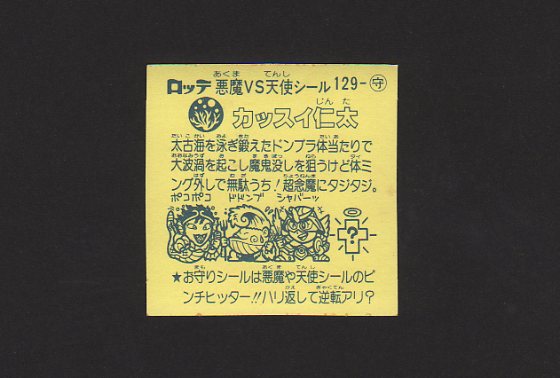 ロッテ 悪魔VS天使シール 129-守
カッスイ仁太
太古海を泳ぎ鍛えたドンブラ体当たりで
大波渦を起こし魔鬼没しを狙うけど体ミ
ング外しで無駄うち!超念魔にタジタジ。
ポコポコ ドドンブ シャバーッ
?
★お守りシールは悪魔や天使シールのピ
ンチヒッター!!ハリ返して逆転アリ?